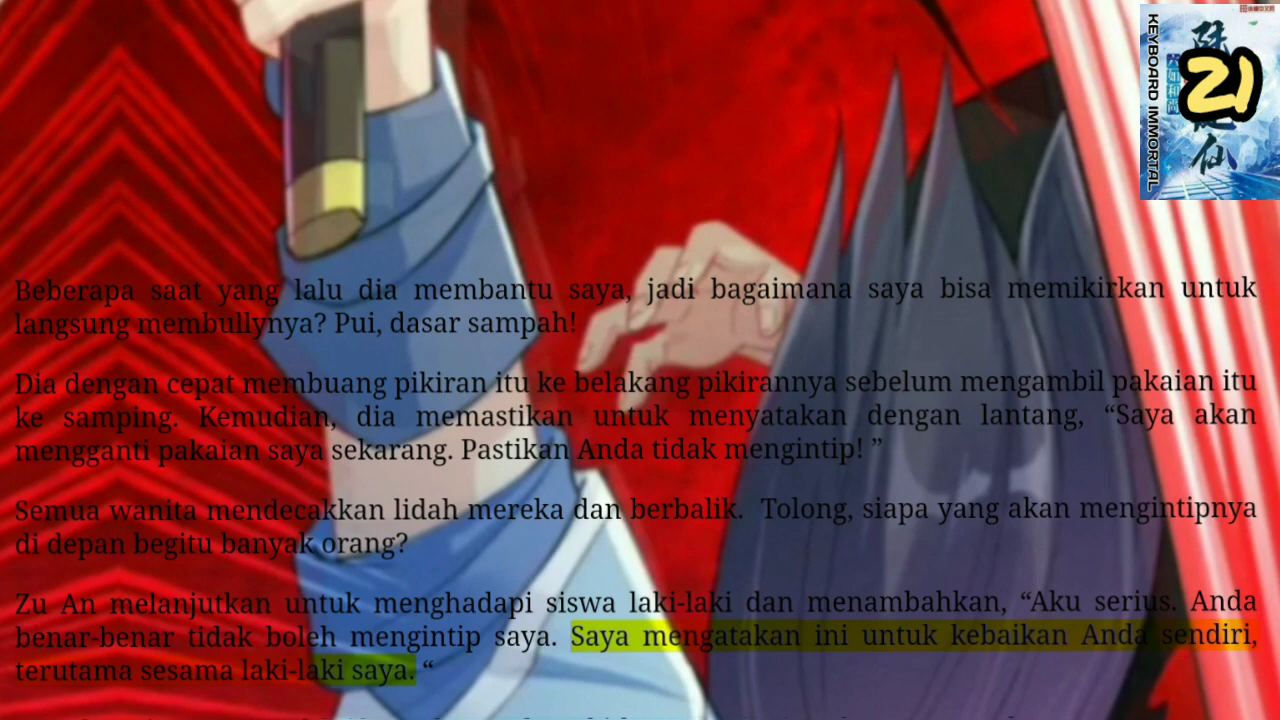 KEYBOARD IMMORTAL
21
仙
Beberapa saat yang lalu dia membantu saya, jadi bagaimana saya bisa memikirkan untuk
langsung membullynya? Pui, dasar sampah!
Dia dengan cepat membuang pikiran itu ke belakang pikirannya sebelum mengambil pakaian itu
ke samping. Kemudian, dia memastikan untuk menyatakan dengan lantang, “Saya akan
mengganti pakaian saya sekarang. Pastikan Anda tidak mengintip! ”
Semua wanita mendecakkan lidah mereka dan berbalik. Tolong, siapa yang akan mengintipnya
di depan begitu banyak orang?
Zu An melanjutkan untuk menghadapi siswa laki-laki dan menambahkan, “Aku serius. Anda
benar-benar tidak boleh mengintip saya. Saya mengatakan ini untuk kebaikan Anda sendiri,
terutama sesama laki-laki saya. “